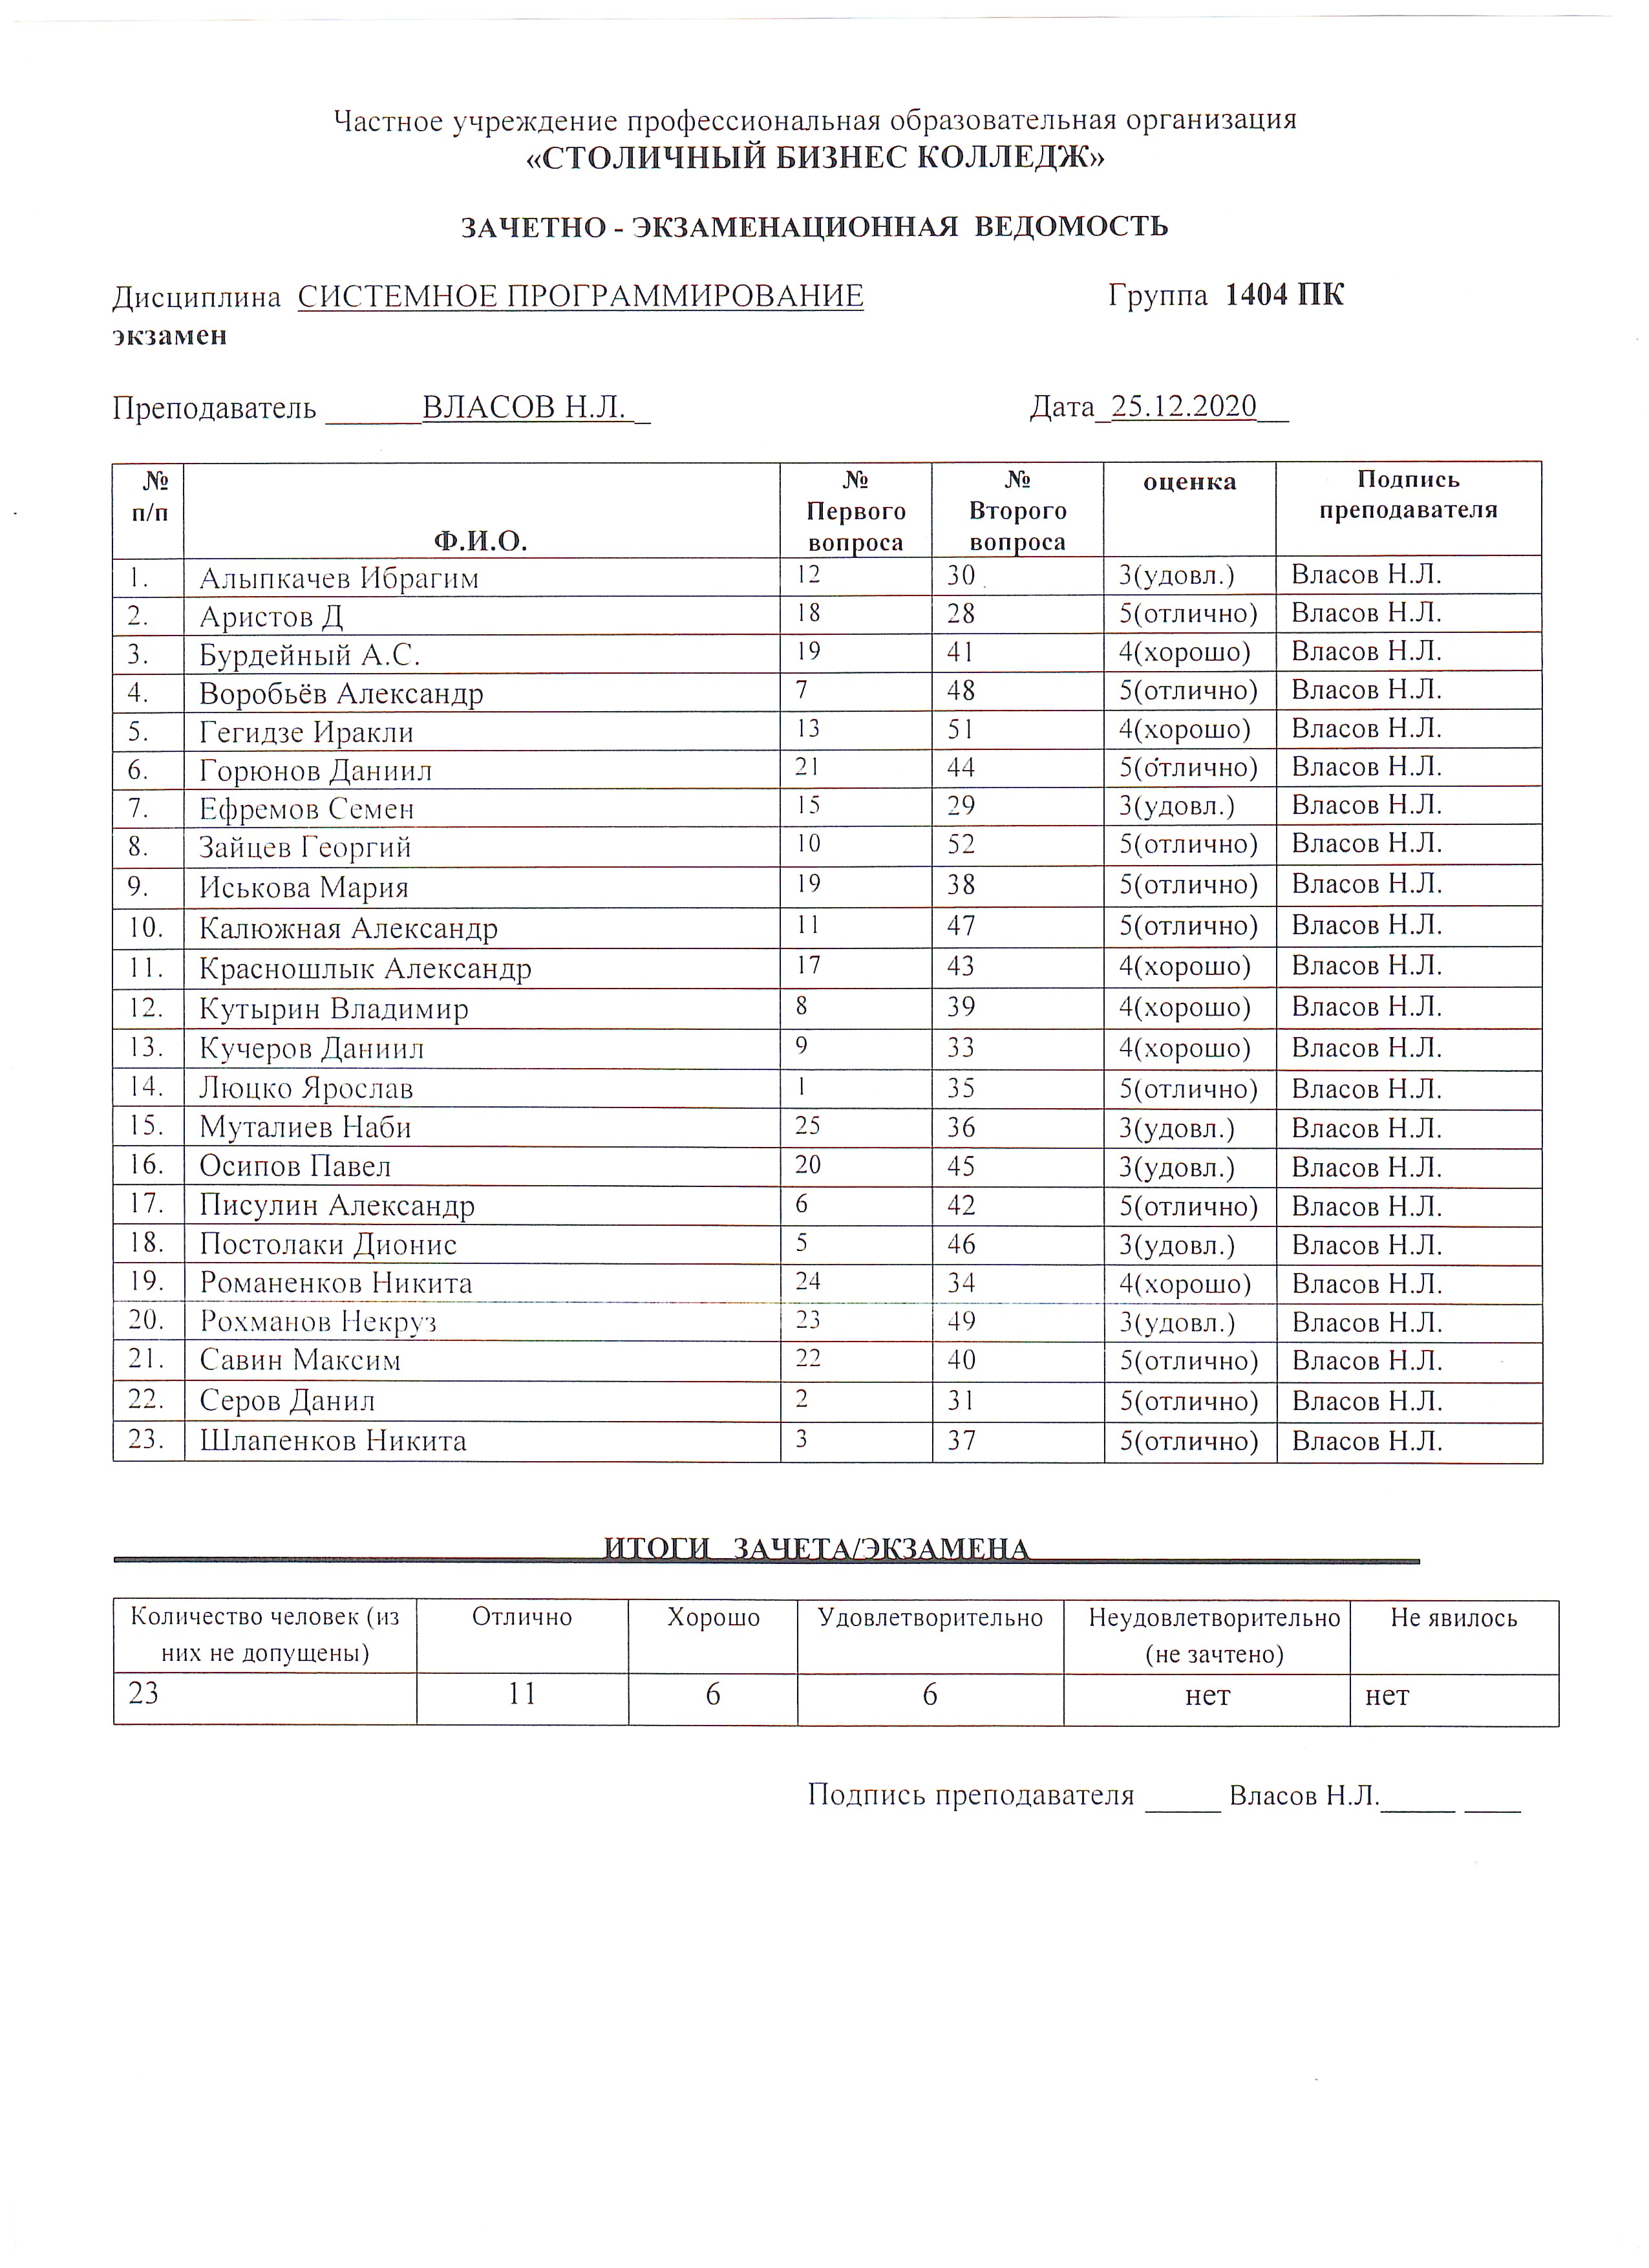 Частное учреждение профессиональная образовательная организация
«СТОЛИЧНЫЙ БИЗНЕС КОЛЛЕДЖ»
ЗАЧЕТНО - ЭКЗАМЕНАЦИОННАЯ ВЕДОМОСТЬ
Дисциплина СИСТЕМНОЕ ПРОГРАММИРОВАНИЕ Группа 1404 ПК
экзамен
Преподаватель ______ВЛАСОВ Н.Л._ Дата_25.12.2020__
№ п/п Ф.И.О. № Первого вопроса № Второго вопроса оценка Подпись преподавателя
1. Алыпкачев Ибрагим 12 30 3(удовл.) Власов Н.Л.
2. Аристов Д 18 28 5(отлично) Власов Н.Л.
3. Бурдейный А.С. 19 41 4(хорошо) Власов Н.Л.
4. Воробьёв Александр 7 48 5(отлично) Власов Н.Л.
5. Гегидзе Иракли 13 51 4(хорошо) Власов Н.Л.
6. Горюнов Даниил 21 44 5(отлично) Власов Н.Л.
7. Ефремов Семен 15 29 3(удовл.) Власов Н.Л.
8. Зайцев Георгий 10 52 5(отлично) Власов Н.Л.
9. Иськова Мария 19 38 5(отлично) Власов Н.Л.
10. Калюжная Александр 11 47 5(отлично) Власов Н.Л.
11. Красношлык Александр 17 43 4(хорошо) Власов Н.Л.
12. Кутырин Владимир 8 39 4(хорошо) Власов Н.Л.
13. Кучеров Даниил 9 33 4(хорошо) Власов Н.Л.
14. Люцко Ярослав 1 35 5(отлично) Власов Н.Л.
15. Муталиев Наби 25 36 3(удовл.) Власов Н.Л.
16. Осипов Павел 20 45 3(удовл.) Власов Н.Л.
17. Писулин Александр 6 42 5(отлично) Власов Н.Л.
18. Постолаки Дионис 5 46 3(удовл.) Власов Н.Л.
19. Романенков Никита 24 34 4(хорошо) Власов Н.Л.
20. Рохманов Некруз 23 49 3(удовл.) Власов Н.Л.
21. Савин Максим 22 40 5(отлично) Власов Н.Л.
22. Серов Данил 2 31 5(отлично) Власов Н.Л.
23. Шлапенков Никита 3 37 5(отлично) Власов Н.Л.
ИТОГИ ЗАЧЕТА/ЭКЗАМЕНА
Количество человек (из них не допущены) Отлично Хорошо Удовлетворительно Неудовлетворительно (не зачтено) Не явилось
23 11 6 6 нет нет
Подпись преподавателя _____ Власов Н.Л._____ ____